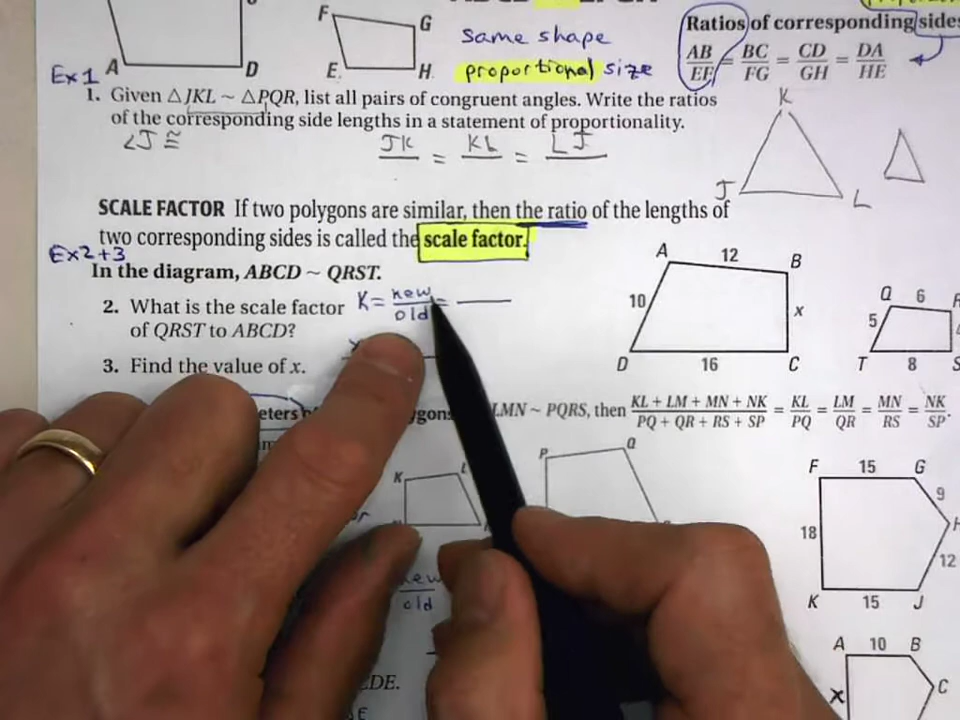 F
G
E
H
A
D
same shape
proportional size
Ratios of corresponding sides
AB/EF = BC/FG = CD/GH = DA/HE
Ex 1
1. Given △JKL ~ △PQR, list all pairs of congruent angles. Write the ratios
of the corresponding side lengths in a statement of proportionality.
∠J ≅
JK = KL = LJ
K
J
L
SCALE FACTOR If two polygons are similar, then the ratio of the lengths of
two corresponding sides is called the scale factor.
Ex 2+3
In the diagram, ABCD ~ QRST.
2. What is the scale factor
of QRST to ABCD?
K = new/old =
3. Find the value of x.
A 12 B
10 x
D 16 C
Q 6
5
T 8 S
eters
ygons
LMN ~ PQRS, then (KL + LM + MN + NK)/(PQ + QR + RS + SP) = KL/PQ = LM/QR = MN/RS = NK/SP.
K
P Q
new/old
F 15 G
9
18 H
12
K 15 J
A 10 B
x C
CDE.